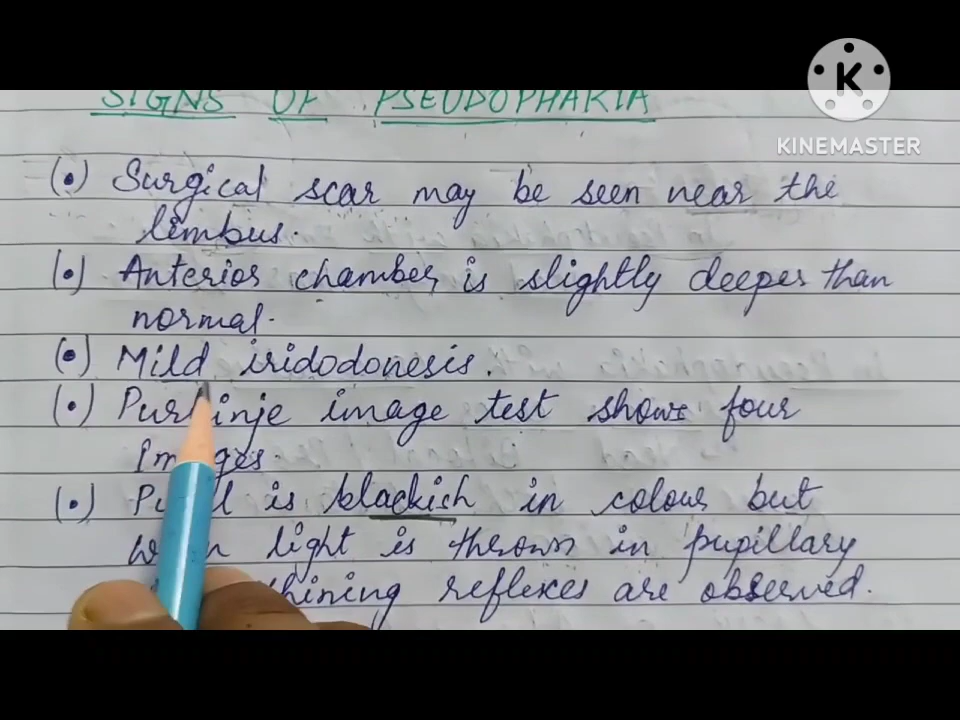 SIGNS OF PSEUDOPHAKIA
KINEMASTER
(•) Surgical scar may be seen near the
limbus.
(•) Anterior chamber is slightly deeper than
normal.
(•) Mild iridodonesis.
(•) Purkinje image test shows four
Images.
(•) is blackish in colour but
light is thrown in pupillary
reflexes are observed.